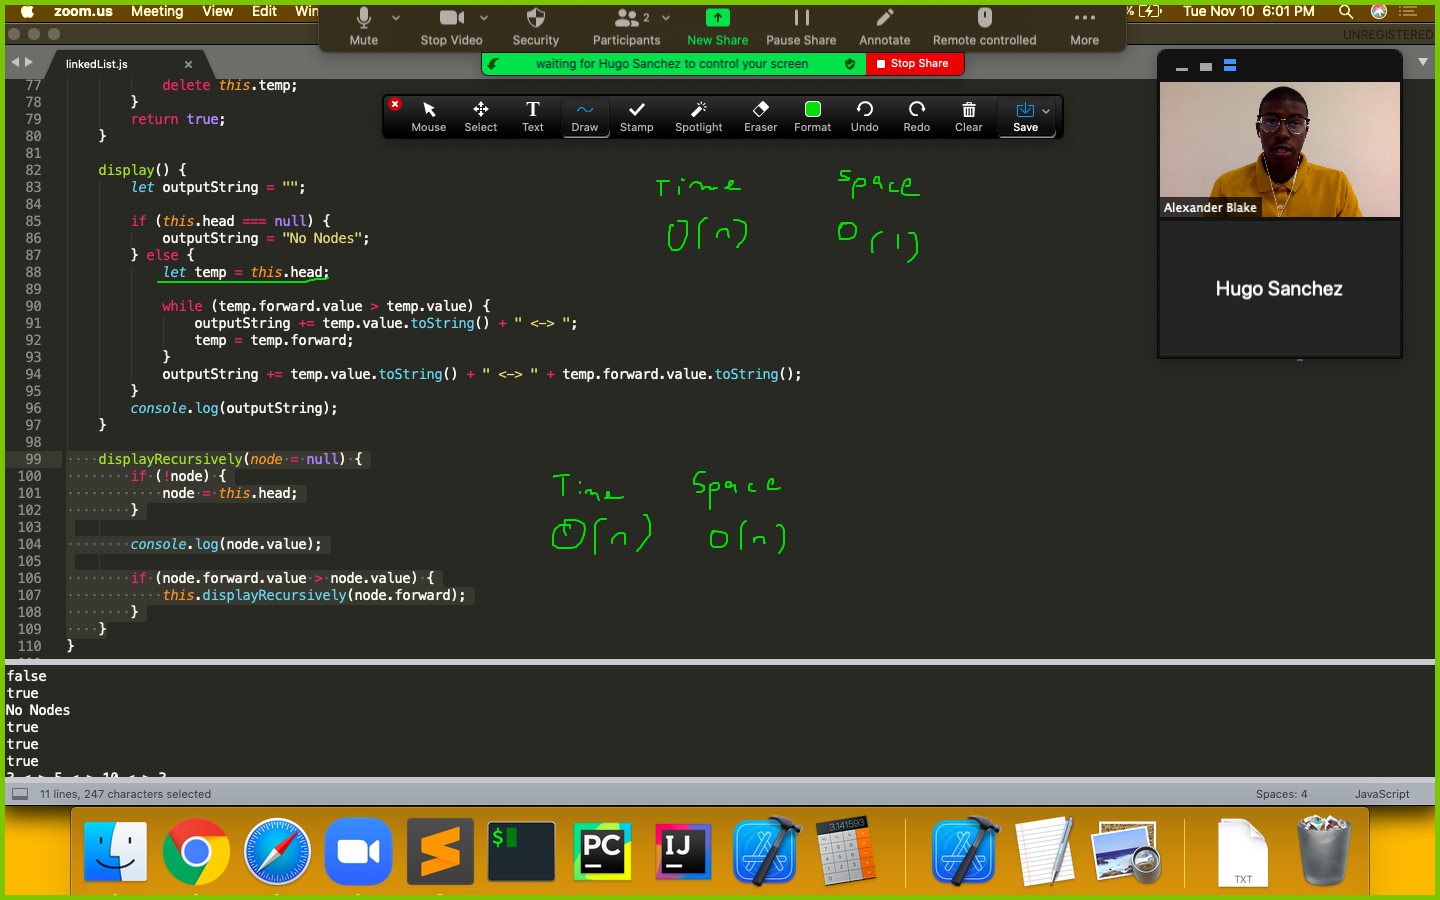 zoom.us Meeting View Edit Win
% Tue Nov 10 6:01 PM
Mute Stop Video Security Participants 2 New Share Pause Share Annotate Remote controlled More
UNREGISTERED
waiting for Hugo Sanchez to control your screen Stop Share
linkedList.js
Mouse Select Text Draw Stamp Spotlight Eraser Format Undo Redo Clear Save
77 delete this.temp;
78 }
79 return true;
80 }
81
82 display() {
83 let outputString = "";
84
85 if (this.head === null) {
86 outputString = "No Nodes";
87 } else {
88 let temp = this.head;
89
90 while (temp.forward.value > temp.value) {
91 outputString += temp.value.toString() + " <-> ";
92 temp = temp.forward;
93 }
94 outputString += temp.value.toString() + " <-> " + temp.forward.value.toString();
95 }
96 console.log(outputString);
97 }
98
99 displayRecursively(node = null) {
100 if (!node) {
101 node = this.head;
102 }
103
104 console.log(node.value);
105
106 if (node.forward.value > node.value) {
107 this.displayRecursively(node.forward);
108 }
109 }
110 }
Time Space
O(n) O(1)
Time Space
O(n) O(n)
Alexander Blake
Hugo Sanchez
false
true
No Nodes
true
true
true
11 lines, 247 characters selected Spaces: 4 JavaScript
$
PC
IJ
3.141593
TXT